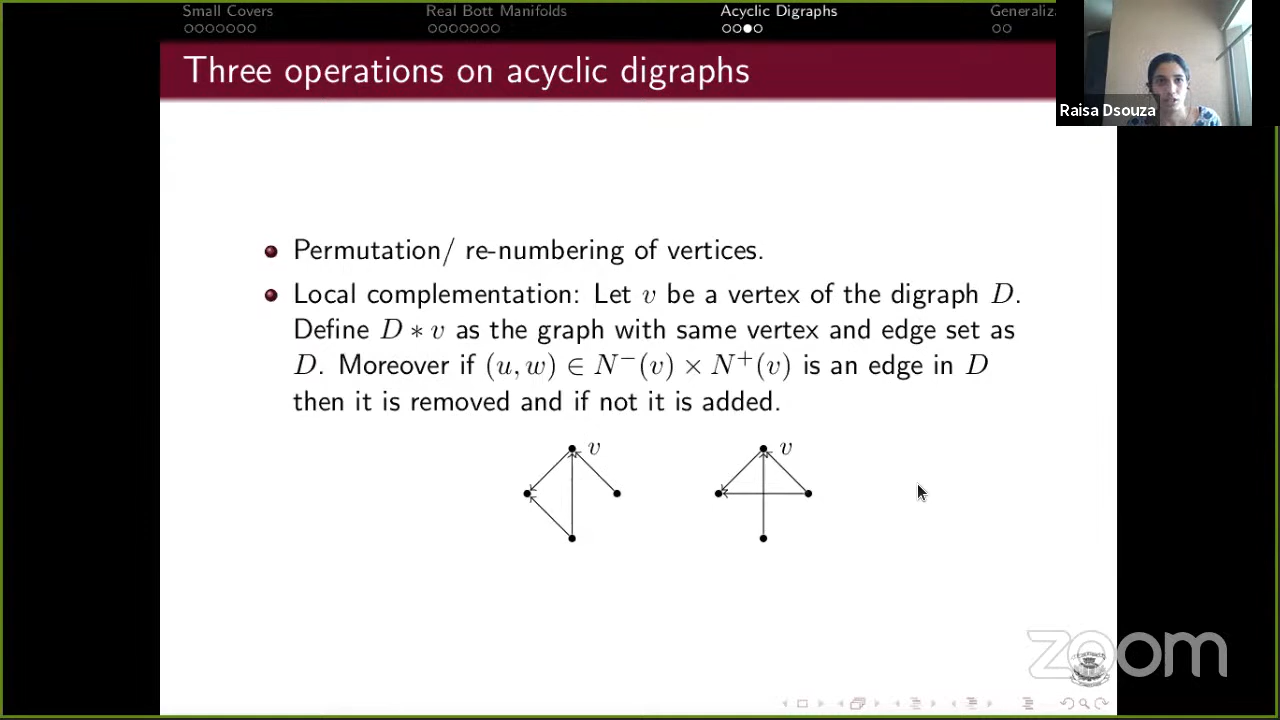 Small Covers
Real Bott Manifolds
Acyclic Digraphs
Generaliza
Three operations on acyclic digraphs
Raisa Dsouza
Permutation/ re-numbering of vertices.
Local complementation: Let v be a vertex of the digraph D.
Define D ∗ v as the graph with same vertex and edge set as
D. Moreover if (u, w) ∈ N⁻(v) × N⁺(v) is an edge in D
then it is removed and if not it is added.
v
v
zoom